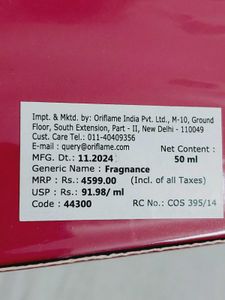 Impt. & Mktd. by: Oriflame India Pvt. Ltd., M-10, Ground
Floor, South Extension, Part - II, New Delhi - 110049
Cust. Care Tel.: 011-40409356
E-mail : query@oriflame.com Net Content :
MFG. Dt.: 11.2024 50 ml
Generic Name: Fragnance
MRP : Rs.: 4599.00 (Incl. of all Taxes)
USP : Rs.: 91.98/ ml
Code : 44300 RC No.: COS 395/14